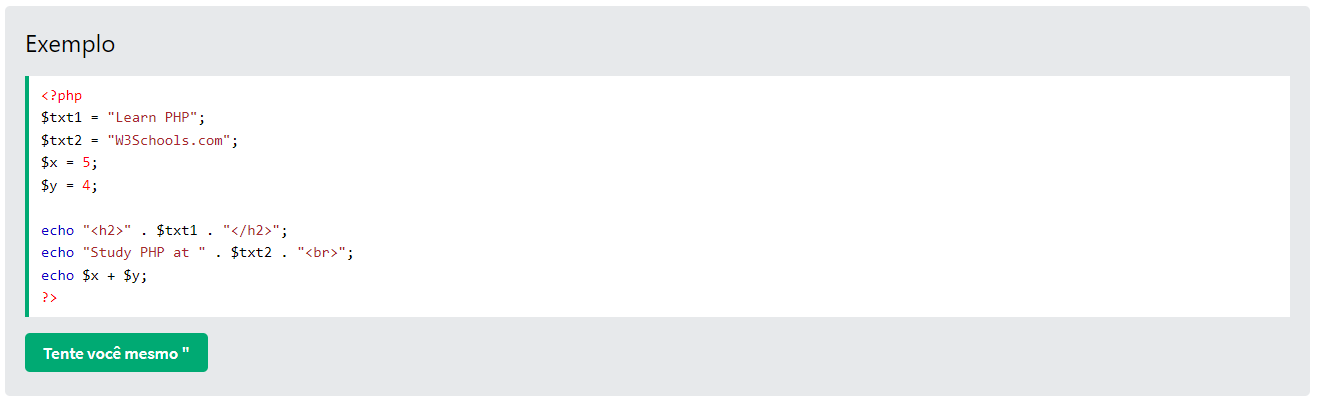 Exemplo
<?php
$txt1 = "Learn PHP";
$txt2 = "W3Schools.com";
$x = 5;
$y = 4;
echo "<h2>" . $txt1 . "</h2>";
echo "Study PHP at " . $txt2 . "<br>";
echo $x + $y;
?>
Tente você mesmo "